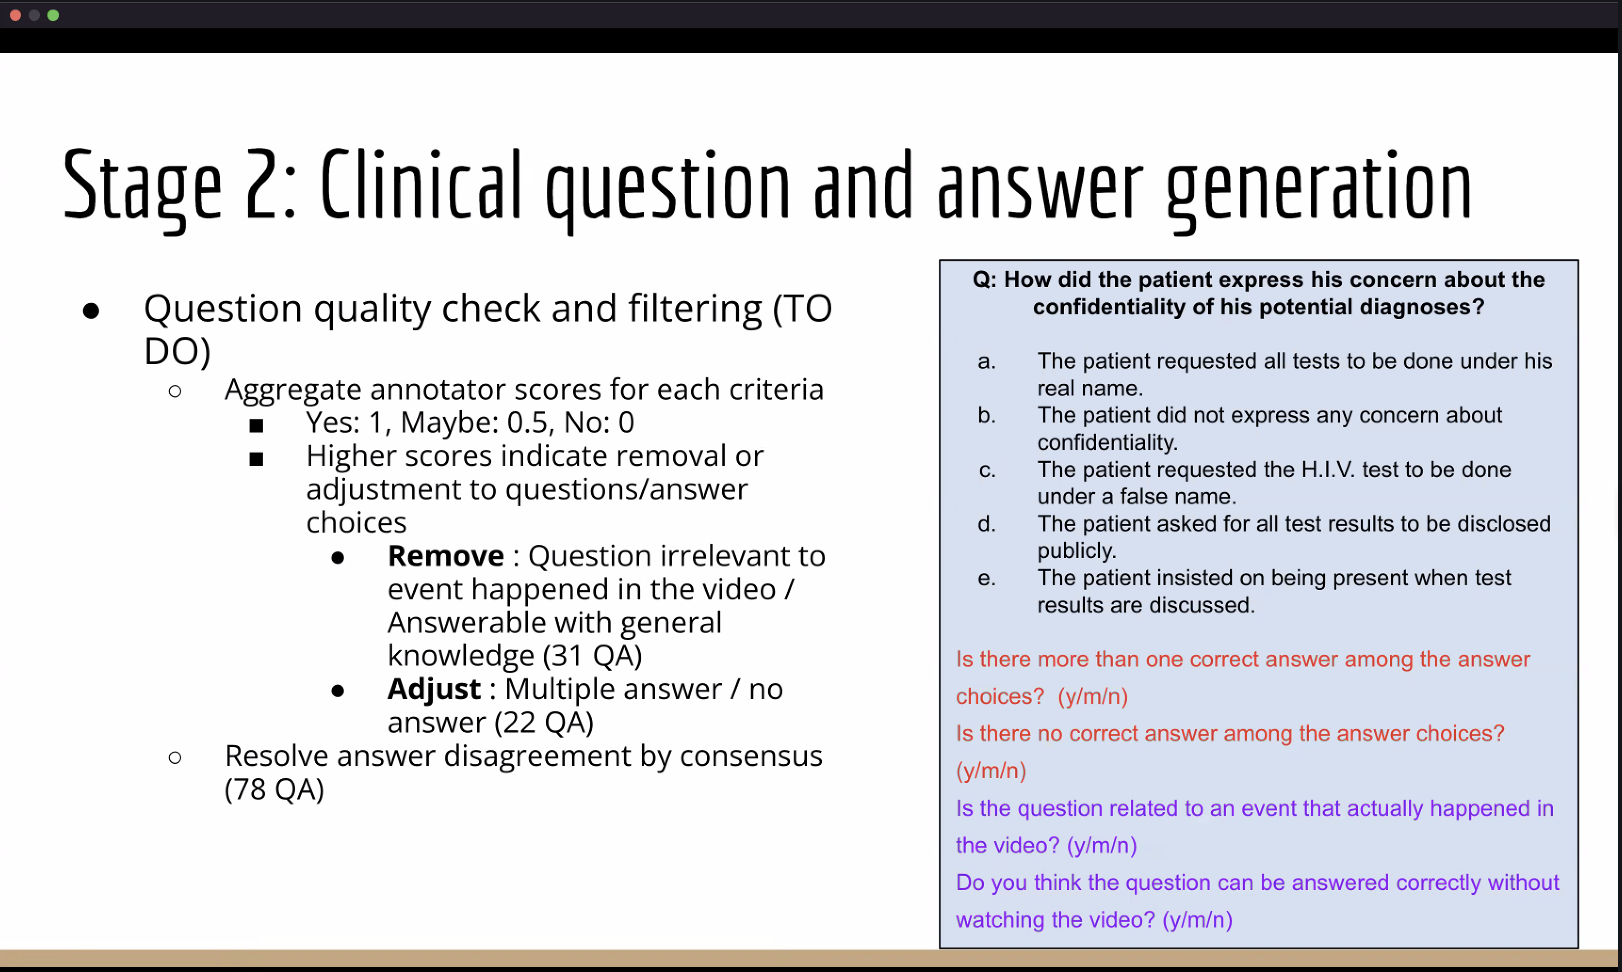 Stage 2: Clinical question and answer generation
● Question quality check and filtering (TO
DO)
○ Aggregate annotator scores for each criteria
■ Yes: 1, Maybe: 0.5, No: 0
■ Higher scores indicate removal or
adjustment to questions/answer
choices
● Remove : Question irrelevant to
event happened in the video /
Answerable with general
knowledge (31 QA)
● Adjust : Multiple answer / no
answer (22 QA)
○ Resolve answer disagreement by consensus
(78 QA)
Q: How did the patient express his concern about the
confidentiality of his potential diagnoses?
a. The patient requested all tests to be done under his
real name.
b. The patient did not express any concern about
confidentiality.
c. The patient requested the H.I.V. test to be done
under a false name.
d. The patient asked for all test results to be disclosed
publicly.
e. The patient insisted on being present when test
results are discussed.
Is there more than one correct answer among the answer
choices? (y/m/n)
Is there no correct answer among the answer choices?
(y/m/n)
Is the question related to an event that actually happened in
the video? (y/m/n)
Do you think the question can be answered correctly without
watching the video? (y/m/n)